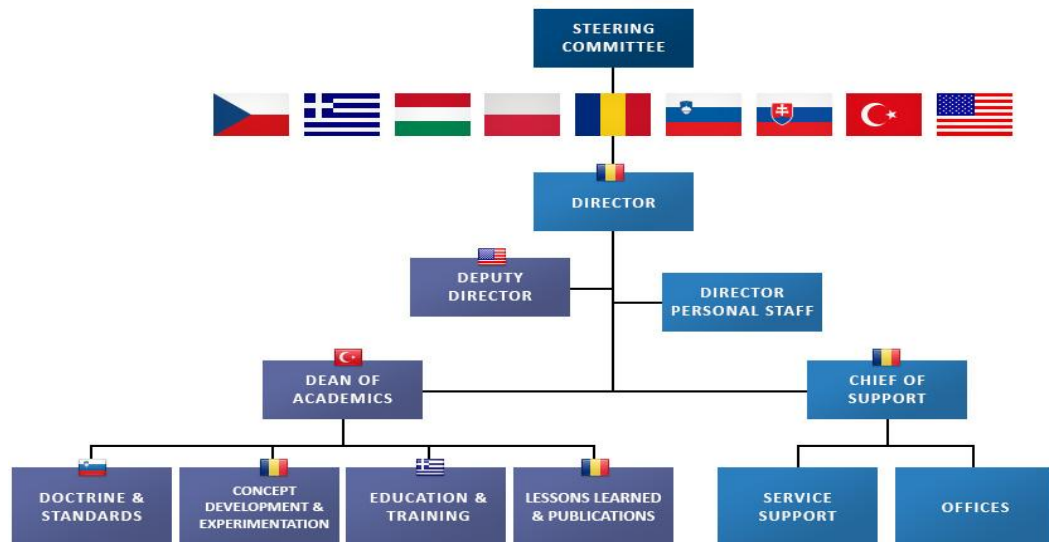 STEERING
COMMITTEE
DIRECTOR
DEPUTY
DIRECTOR
DIRECTOR
PERSONAL STAFF
DEAN OF
ACADEMICS
CHIEF OF
SUPPORT
DOCTRINE &
STANDARDS
CONCEPT
DEVELOPMENT &
EXPERIMENTATION
EDUCATION &
TRAINING
LESSONS LEARNED
& PUBLICATIONS
SERVICE
SUPPORT
OFFICES